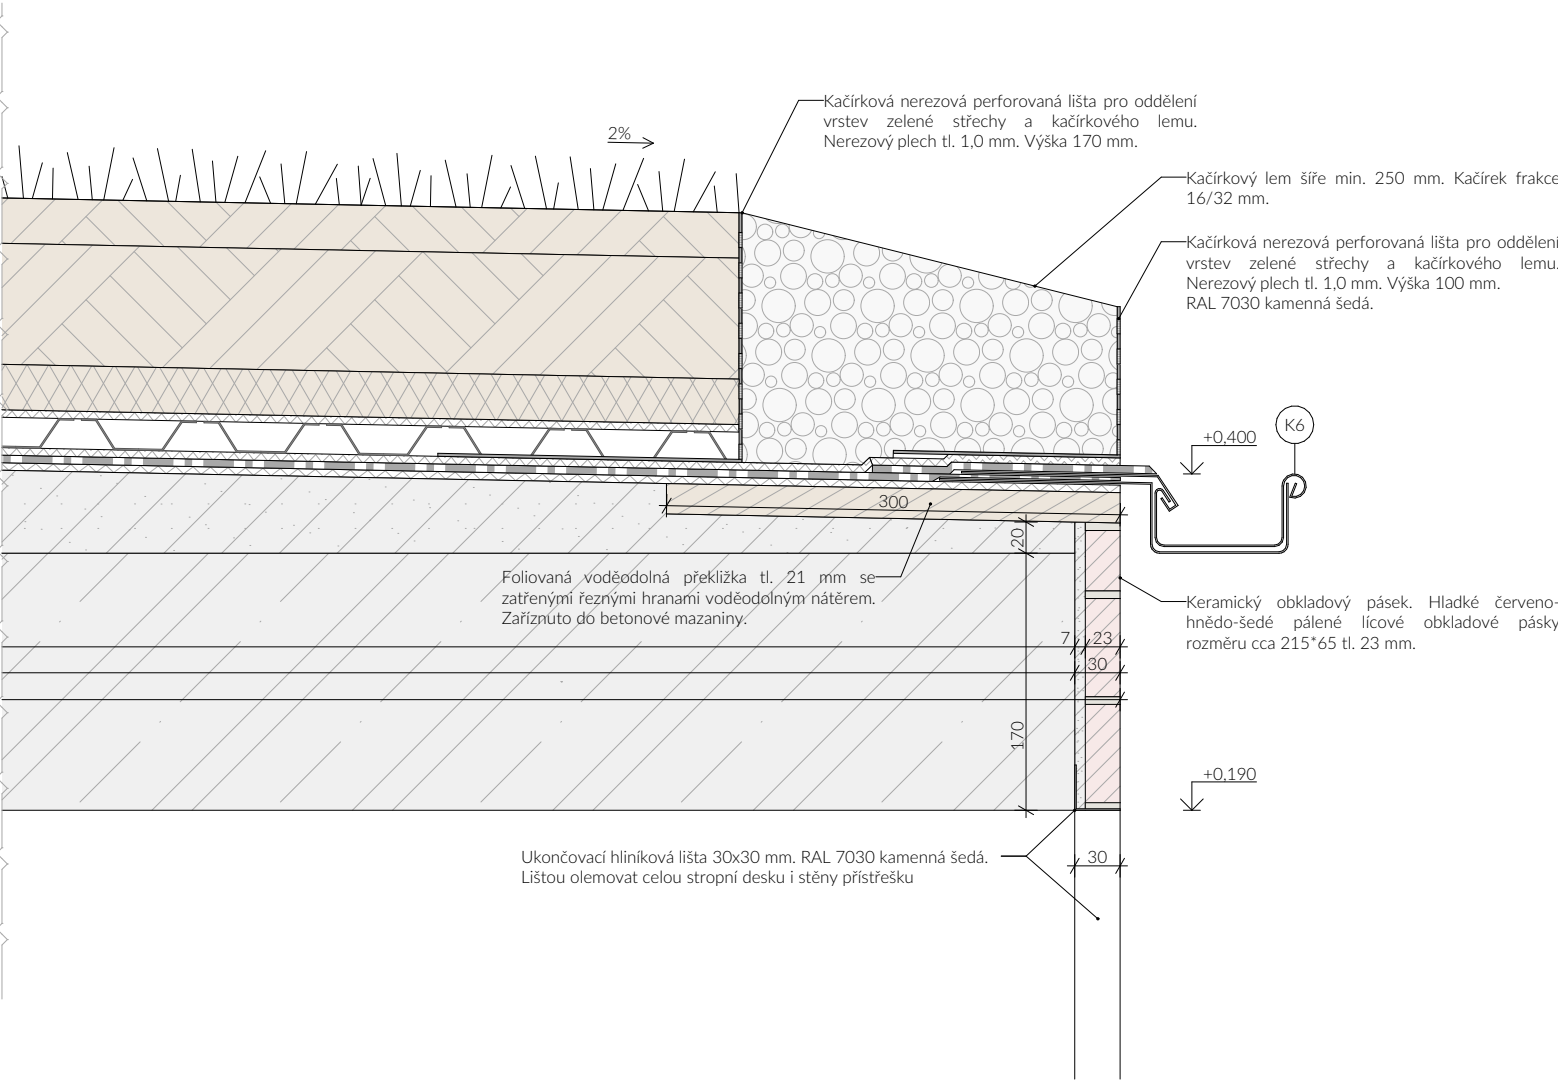 Kačírková nerezová perforovaná lišta pro oddělení
vrstev zelené střechy a kačírkového lemu.
Nerezový plech tl. 1,0 mm. Výška 170 mm.
2%
Kačírkový lem šíře min. 250 mm. Kačírek frakce
16/32 mm.
Kačírková nerezová perforovaná lišta pro oddělení
vrstev zelené střechy a kačírkového lemu.
Nerezový plech tl. 1,0 mm. Výška 100 mm.
RAL 7030 kamenná šedá.
K6
+0,400
300
20
Foliovaná voděodolná překližka tl. 21 mm se
zatřenými řeznými hranami voděodolným nátěrem.
Zaříznuto do betonové mazaniny.
Keramický obkladový pásek. Hladké červeno-
hnědo-šedé pálené lícové obkladové pásky
rozměru cca 215*65 tl. 23 mm.
7
23
30
170
+0,190
Ukončovací hliníková lišta 30x30 mm. RAL 7030 kamenná šedá.
Lištou olemovat celou stropní desku i stěny přístřešku
30